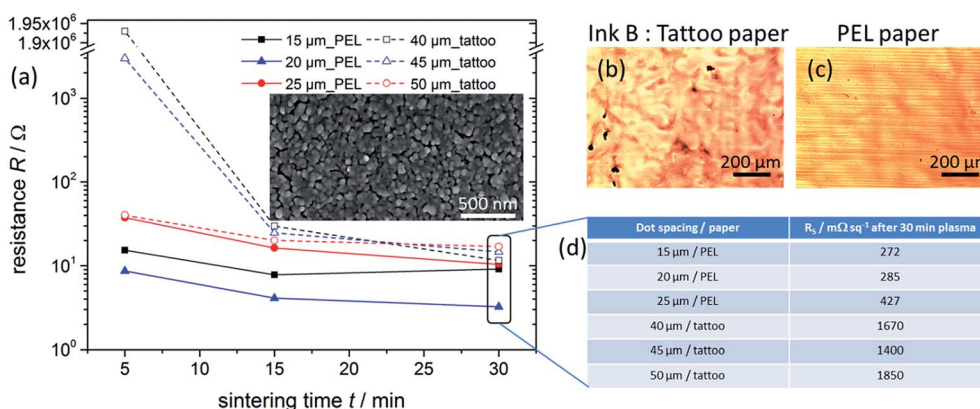 (a)
1.95x10⁶
1.9x10⁶
10³
10²
10¹
10⁰
resistance R / Ω
5 10 15 20 25 30
sintering time t / min
15 µm_PEL 40 µm_tattoo
20 µm_PEL 45 µm_tattoo
25 µm_PEL 50 µm_tattoo
500 nm
Ink B : Tattoo paper PEL paper
(b) (c)
200 µm 200 µm
(d)
Dot spacing / paper R_S / mΩ sq⁻¹ after 30 min plasma
15 µm / PEL 272
20 µm / PEL 285
25 µm / PEL 427
40 µm / tattoo 1670
45 µm / tattoo 1400
50 µm / tattoo 1850